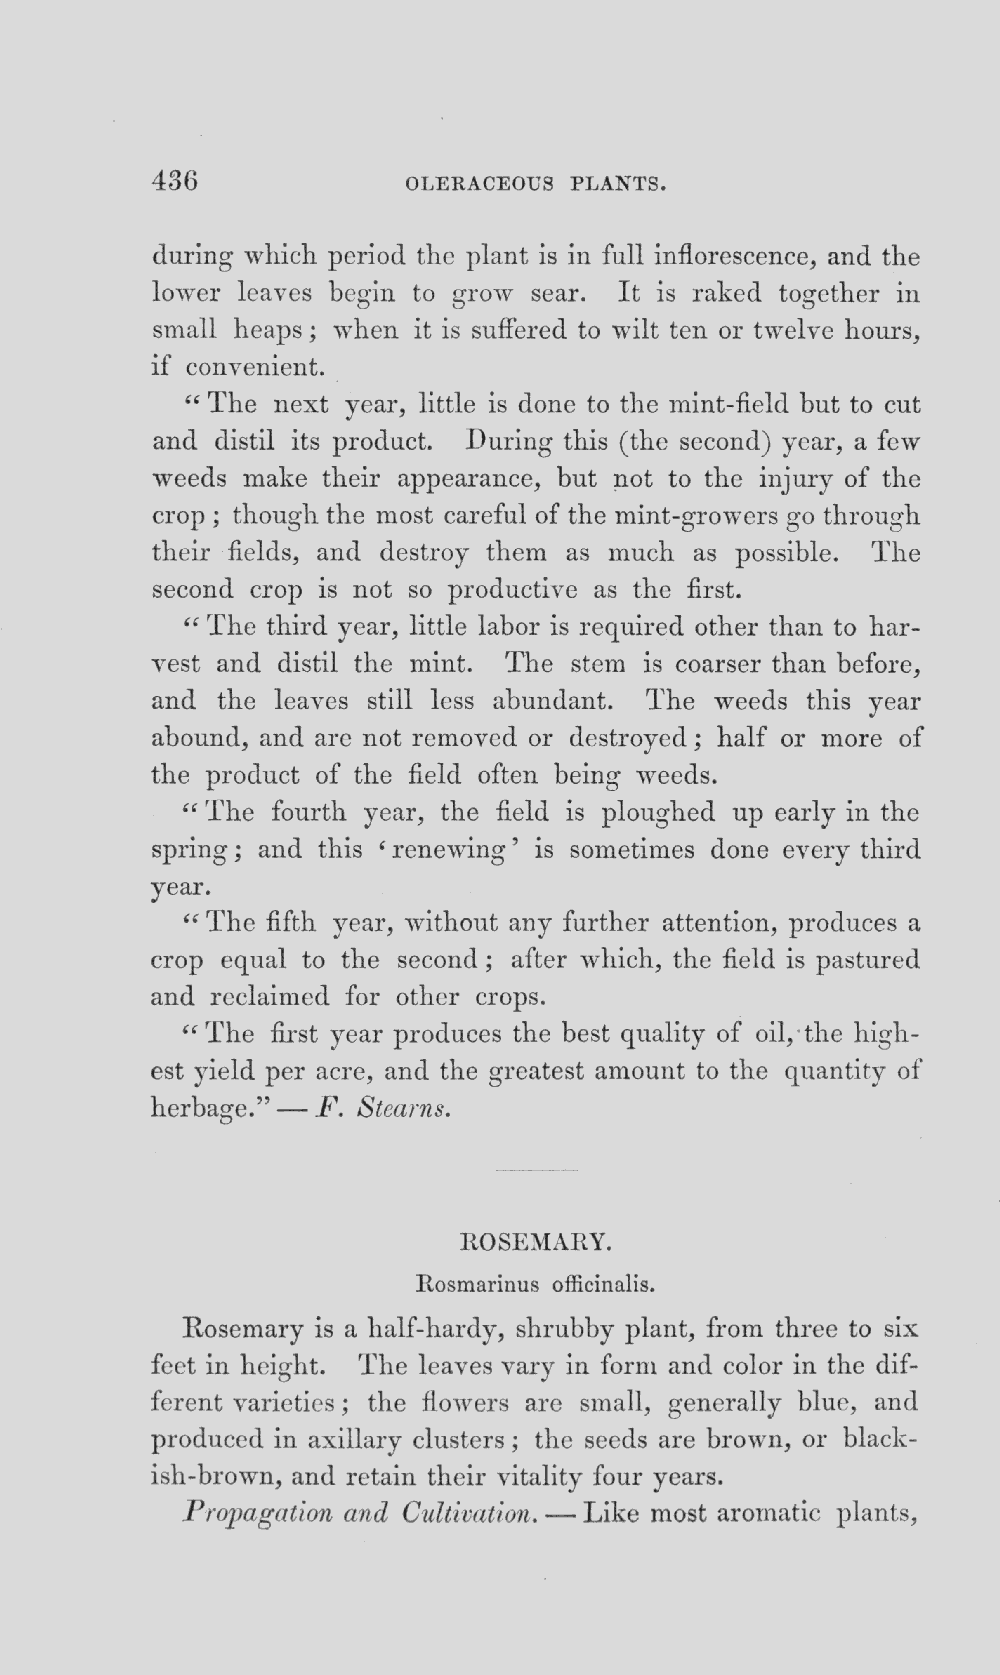 436 OLERACEOUS PLANTS.
during which period the plant is in full inflorescence, and the
lower leaves begin to grow sear. It is raked together in
small heaps; when it is suffered to wilt ten or twelve hours,
if convenient.
“The next year, little is done to the mint-field but to cut
and distil its product. During this (the second) year, a few
weeds make their appearance, but not to the injury of the
crop; though the most careful of the mint-growers go through
their fields, and destroy them as much as possible. The
second crop is not so productive as the first.
“The third year, little labor is required other than to har-
vest and distil the mint. The stem is coarser than before,
and the leaves still less abundant. The weeds this year
abound, and are not removed or destroyed; half or more of
the product of the field often being weeds.
“The fourth year, the field is ploughed up early in the
spring; and this ‘renewing’ is sometimes done every third
year.
“The fifth year, without any further attention, produces a
crop equal to the second; after which, the field is pastured
and reclaimed for other crops.
“The first year produces the best quality of oil, the high-
est yield per acre, and the greatest amount to the quantity of
herbage.” — F. Stearns.
ROSEMARY.
Rosmarinus officinalis.
Rosemary is a half-hardy, shrubby plant, from three to six
feet in height. The leaves vary in form and color in the dif-
ferent varieties; the flowers are small, generally blue, and
produced in axillary clusters; the seeds are brown, or black-
ish-brown, and retain their vitality four years.
Propagation and Cultivation. — Like most aromatic plants,